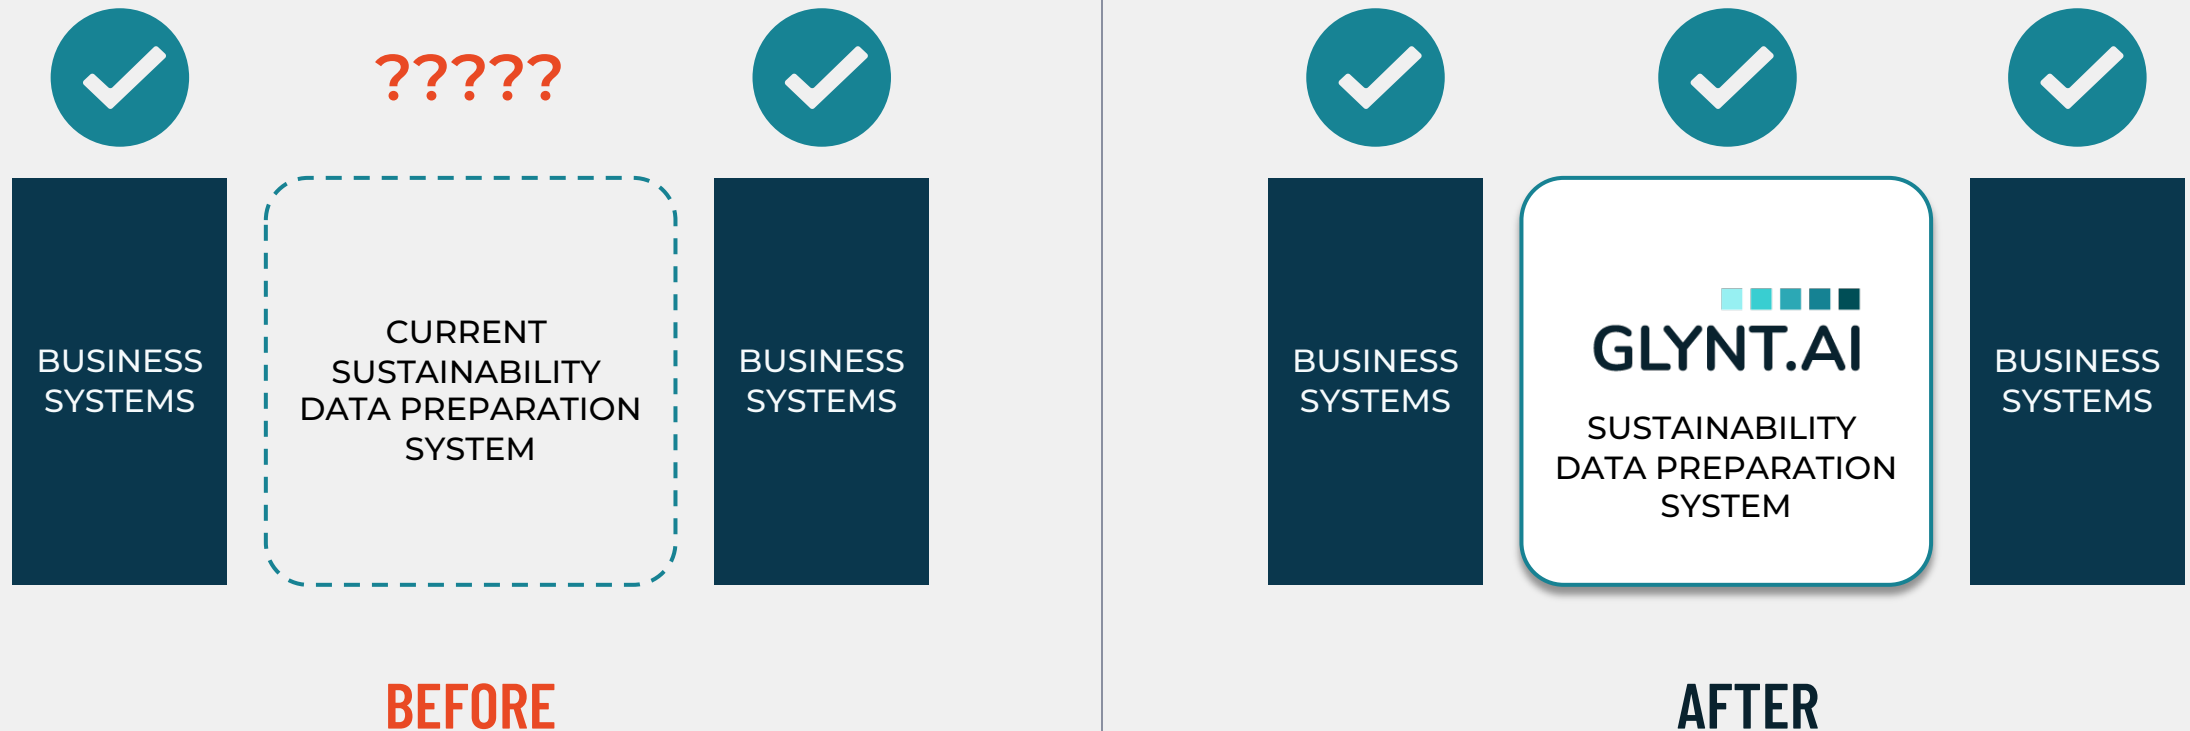 ?????
BUSINESS
SYSTEMS
CURRENT
SUSTAINABILITY
DATA PREPARATION
SYSTEM
BUSINESS
SYSTEMS
BEFORE
BUSINESS
SYSTEMS
GLYNT.AI
SUSTAINABILITY
DATA PREPARATION
SYSTEM
BUSINESS
SYSTEMS
AFTER